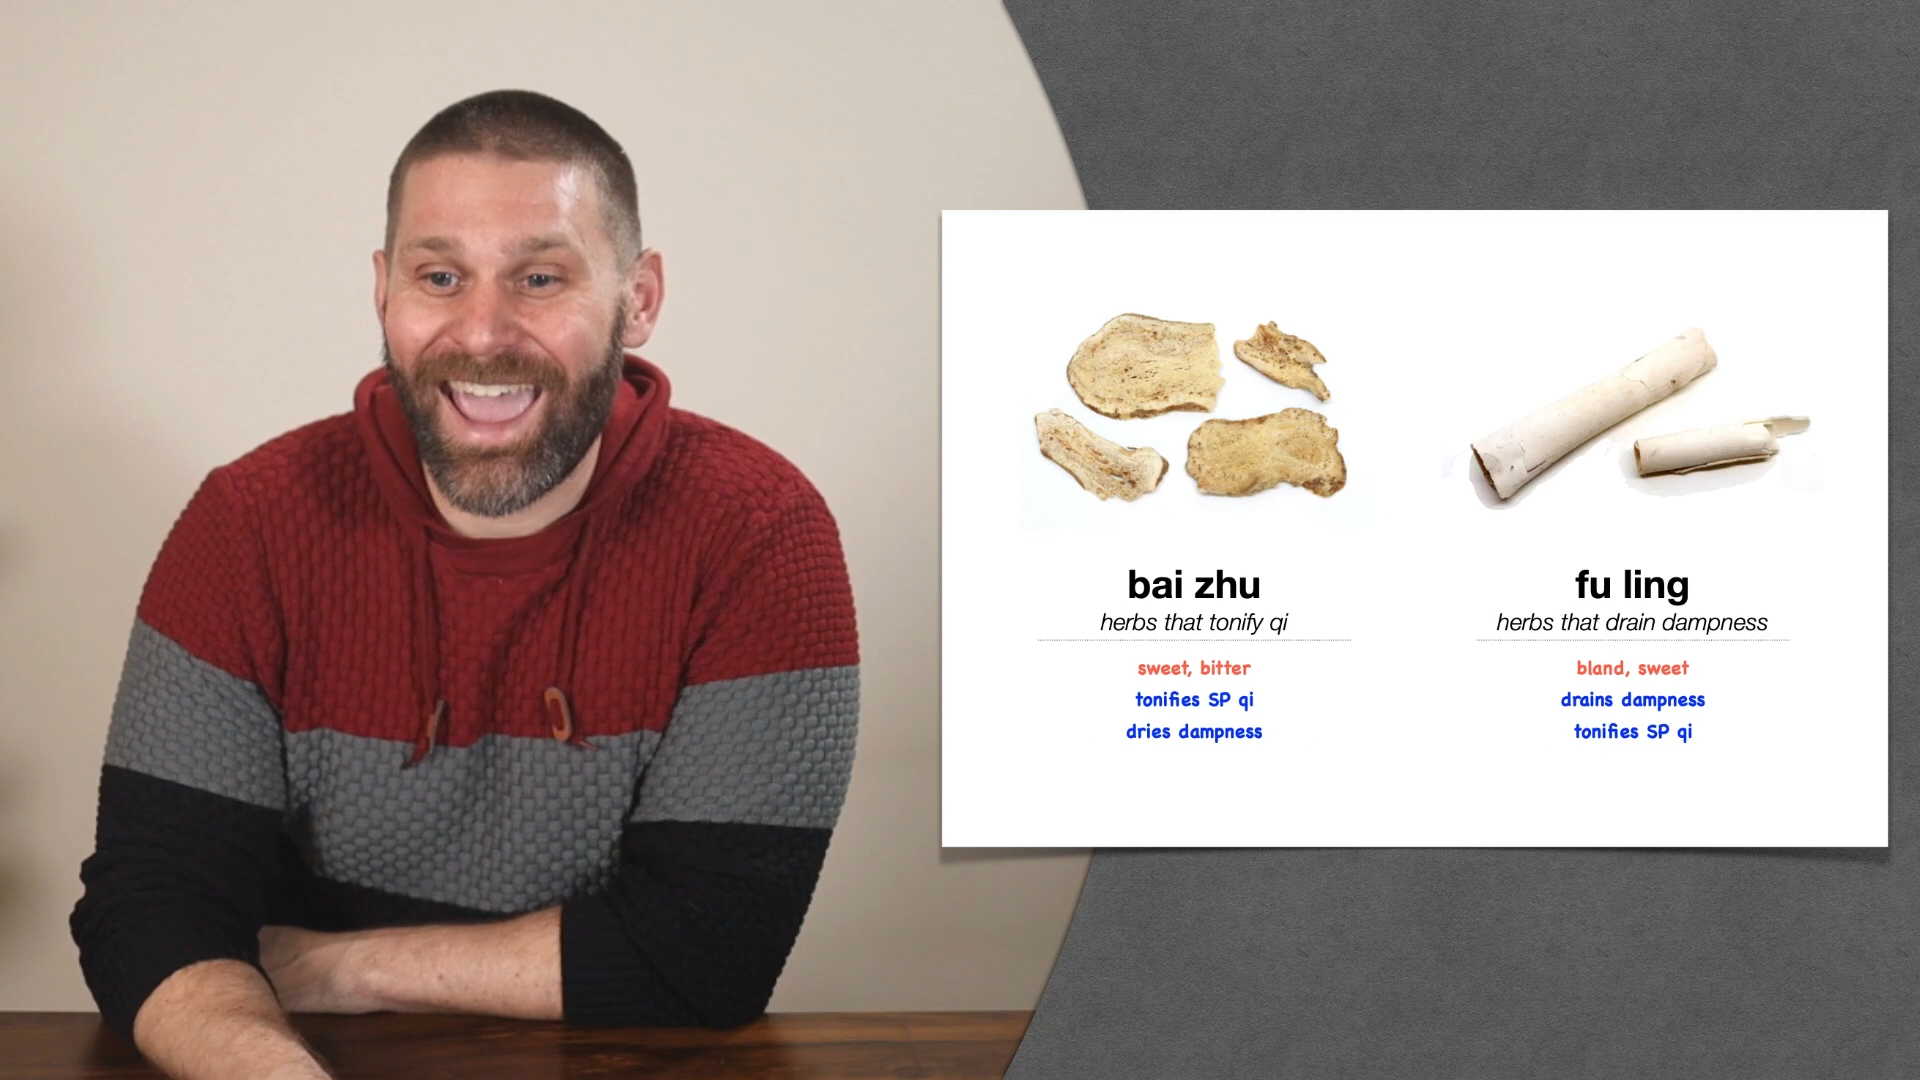 bai zhu
herbs that tonify qi
sweet, bitter
tonifies SP qi
dries dampness
fu ling
herbs that drain dampness
bland, sweet
drains dampness
tonifies SP qi